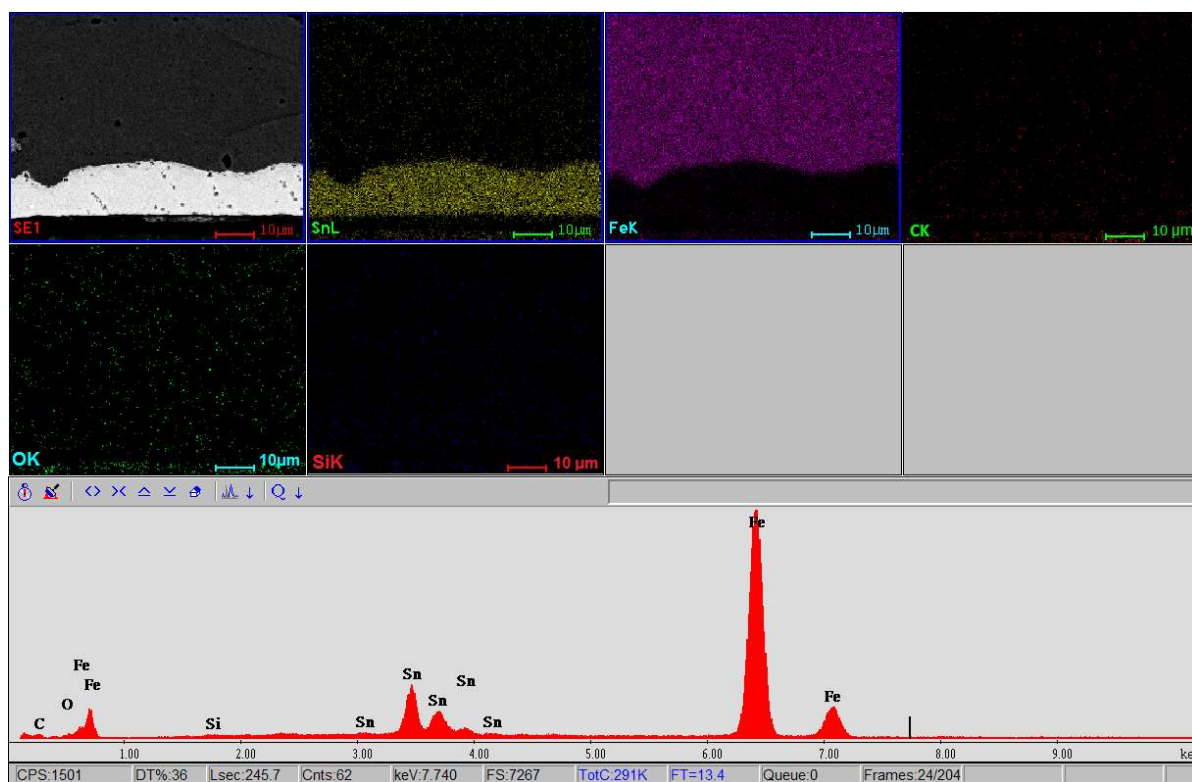 SE1 10µm
SnL 10µm
FeK 10µm
CK 10 µm
OK 10µm
SiK 10 µm
Q
Fe
Fe
Sn
Sn
Fe
O
Fe
Sn
C
Si
Sn
Sn
1.00 2.00 3.00 4.00 5.00 6.00 7.00 8.00 9.00 ke
CPS:1501 DT%:36 Lsec:245.7 Cnts:62 keV:7.740 FS:7267 TotC:291K FT=13.4 Queue:0 Frames:24/204